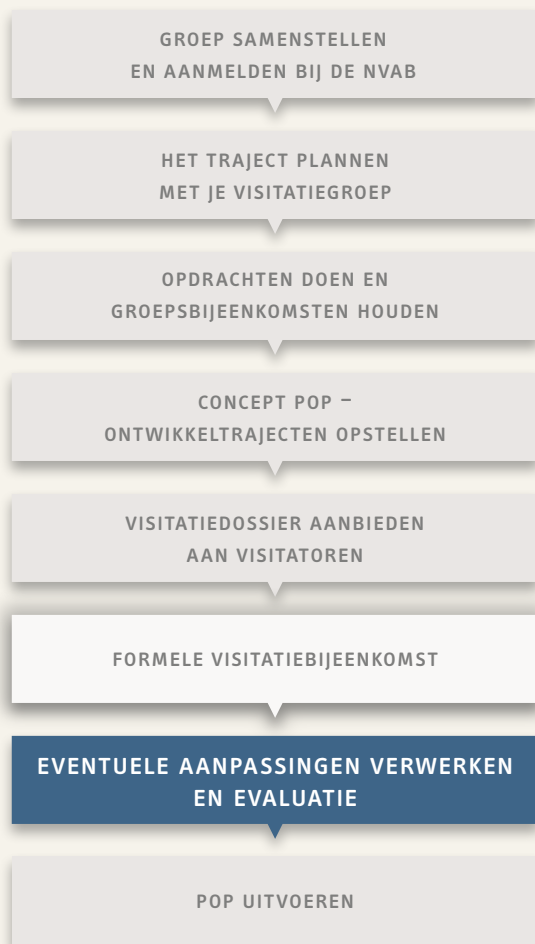 GROEP SAMENSTELLEN
EN AANMELDEN BIJ DE NVAB
HET TRAJECT PLANNEN
MET JE VISITATIEGROEP
OPDRACHTEN DOEN EN
GROEPSBIJEENKOMSTEN HOUDEN
CONCEPT POP –
ONTWIKKELTRAJECTEN OPSTELLEN
VISITATIEDOSSIER AANBIEDEN
AAN VISITATOREN
FORMELE VISITATIEBIJEENKOMST
EVENTUELE AANPASSINGEN VERWERKEN
EN EVALUATIE
POP UITVOEREN